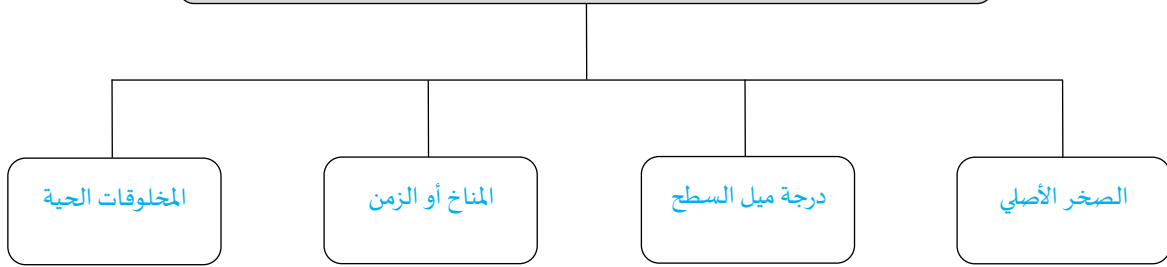 الصخر الأصلي
درجة ميل السطح
المناخ أو الزمن
المخلوقات الحية